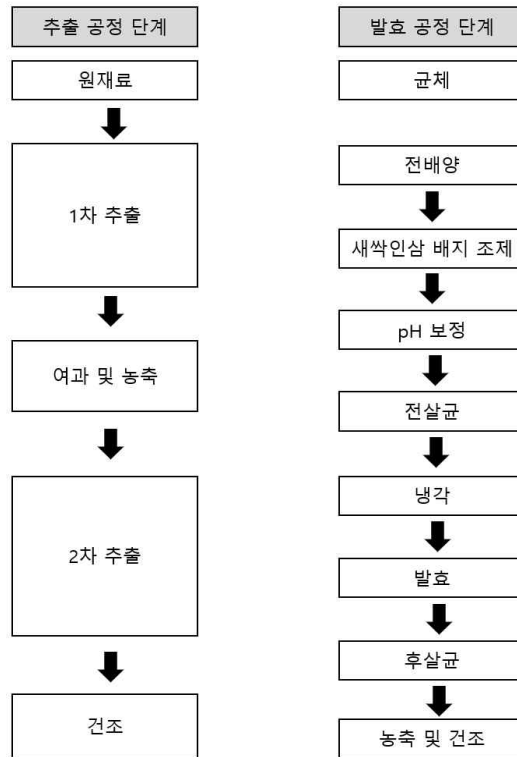 추출 공정 단계
원재료
1차 추출
여과 및 농축
2차 추출
건조
발효 공정 단계
균체
전배양
새싹인삼 배지 조제
pH 보정
전살균
냉각
발효
후살균
농축 및 건조